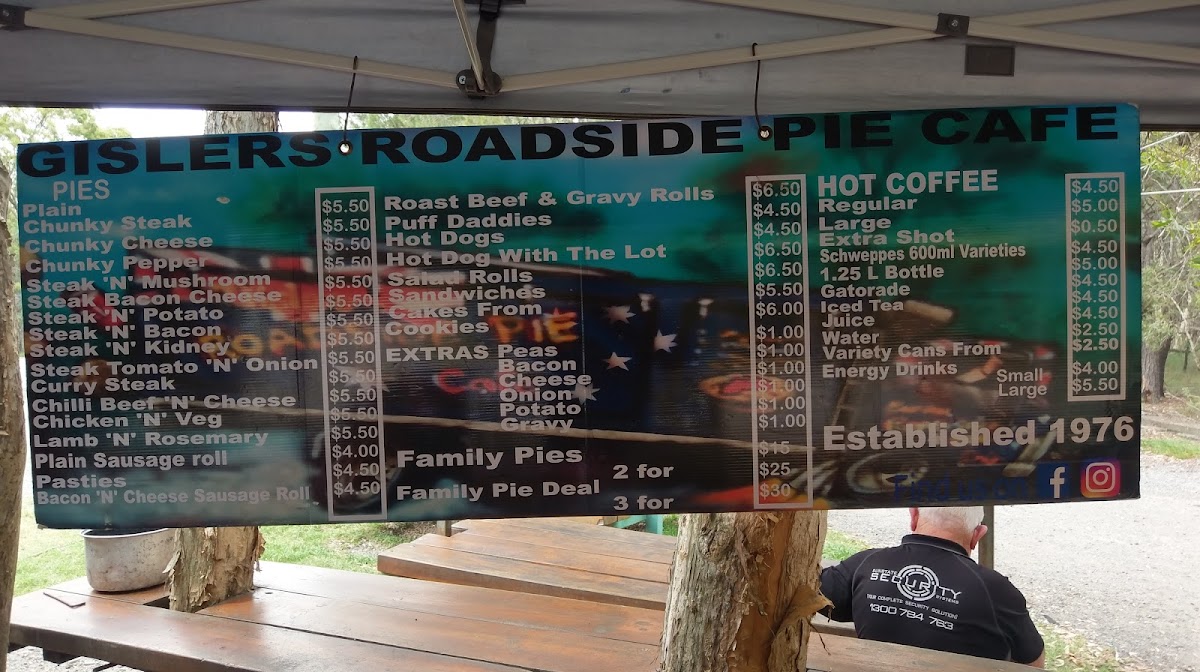 GISLERS ROADSIDE PIE CAFE
PIES
Plain
Chunky Steak
Chunky Cheese
Chunky Pepper
Steak 'N' Mushroom
Steak Bacon Cheese
Steak 'N' Potato
Steak 'N' Bacon
Steak 'N' Kidney
Steak Tomato 'N' Onion
Curry Steak
Chilli Beef 'N' Cheese
Chicken 'N' Veg
Lamb 'N' Rosemary
Plain Sausage roll
Pasties
Bacon 'N' Cheese Sausage Roll
$5.50
$5.50
$5.50
$5.50
$5.50
$5.50
$5.50
$5.50
$5.50
$5.50
$5.50
$5.50
$5.50
$4.00
$4.50
$4.50
Roast Beef & Gravy Rolls
Puff Daddies
Hot Dogs
Hot Dog With The Lot
Salad Rolls
Sandwiches
Cakes From
Cookies
EXTRAS Peas
Bacon
Cheese
Onion
Potato
Gravy
Family Pies
Family Pie Deal 2 for
3 for
$6.50
$4.50
$4.50
$6.50
$6.50
$5.50
$6.00
$1.00
$1.00
$1.00
$1.00
$1.00
$1.00
$15
$25
$30
HOT COFFEE
Regular
Large
Extra Shot
Schweppes 600ml Varieties
1.25 L Bottle
Gatorade
Iced Tea
Juice
Water
Variety Cans From
Energy Drinks Small
Large
$4.50
$5.00
$0.50
$4.50
$5.00
$4.50
$4.50
$4.50
$2.50
$2.50
$4.00
$5.50
Established 1976
Find us on
SECURITY
SYSTEMS
YOUR COMPLETE SECURITY SOLUTION!
1300 784 763